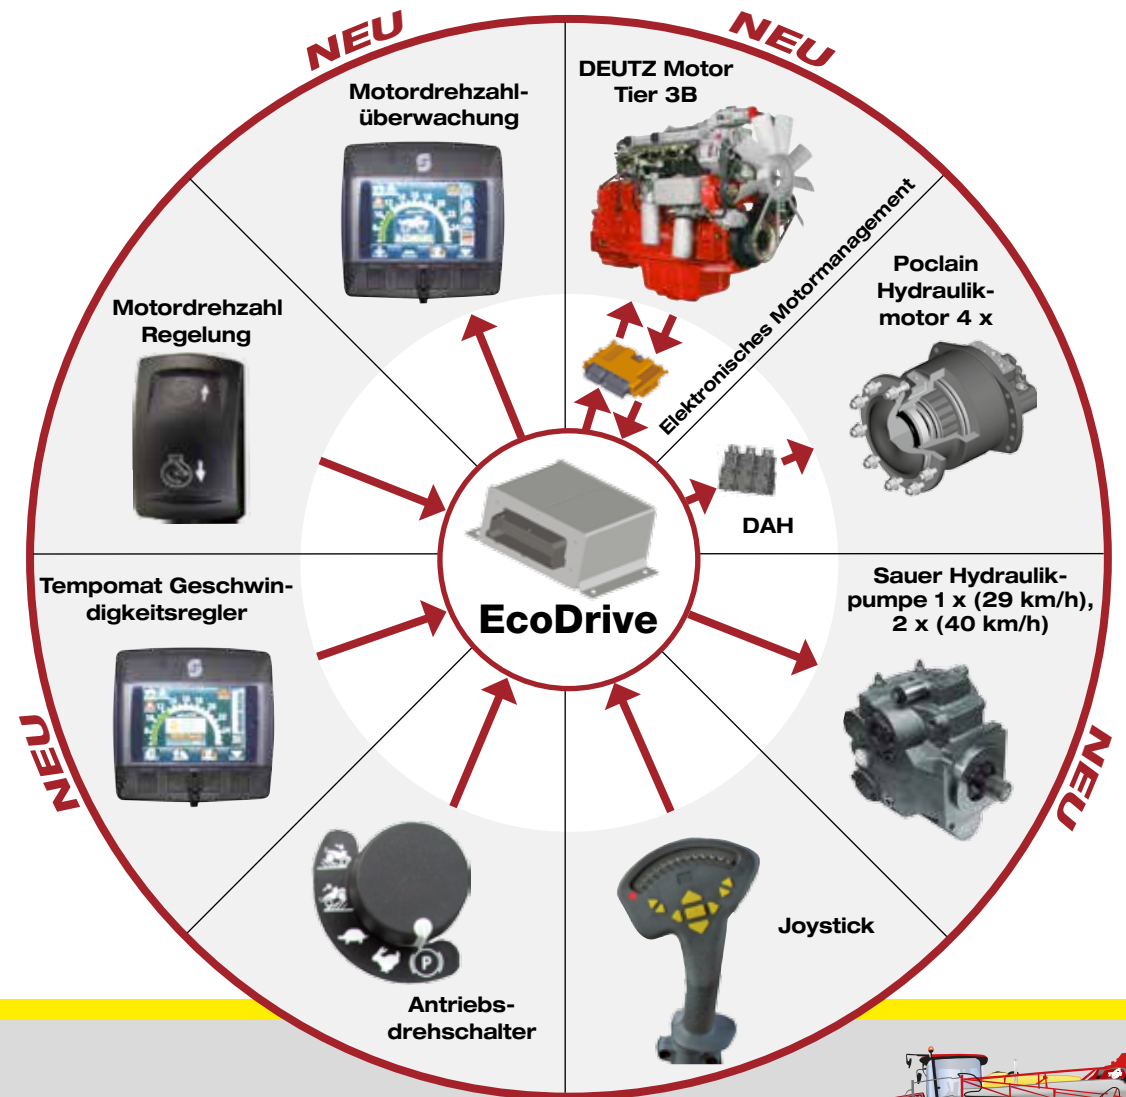 NEU
NEU
DEUTZ Motor
Tier 3B
Motordrehzahl-
überwachung
Elektronisches Motormanagement
Poclain
Hydraulik-
motor 4 x
Motordrehzahl
Regelung
DAH
EcoDrive
Tempomat Geschwin-
digkeitsregler
Sauer Hydraulik-
pumpe 1 x (29 km/h),
2 x (40 km/h)
NEU
NEU
P
Joystick
Antriebs-
drehschalter